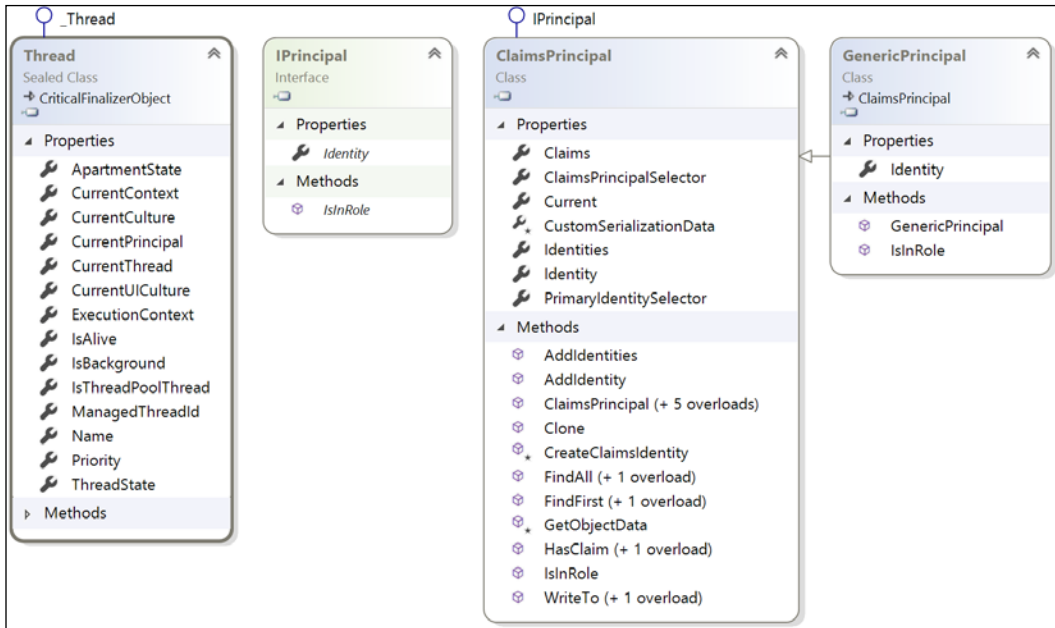 _Thread
Thread
Sealed Class
CriticalFinalizerObject
Properties
ApartmentState
CurrentContext
CurrentCulture
CurrentPrincipal
CurrentThread
CurrentUICulture
ExecutionContext
IsAlive
IsBackground
IsThreadPoolThread
ManagedThreadId
Name
Priority
ThreadState
Methods
IPrincipal
Interface
Properties
Identity
Methods
IsInRole
IPrincipal
ClaimsPrincipal
Class
Properties
Claims
ClaimsPrincipalSelector
Current
CustomSerializationData
Identities
Identity
PrimaryIdentitySelector
Methods
AddIdentities
AddIdentity
ClaimsPrincipal (+ 5 overloads)
Clone
CreateClaimsIdentity
FindAll (+ 1 overload)
FindFirst (+ 1 overload)
GetObjectData
HasClaim (+ 1 overload)
IsInRole
WriteTo (+ 1 overload)
GenericPrincipal
Class
ClaimsPrincipal
Properties
Identity
Methods
GenericPrincipal
IsInRole